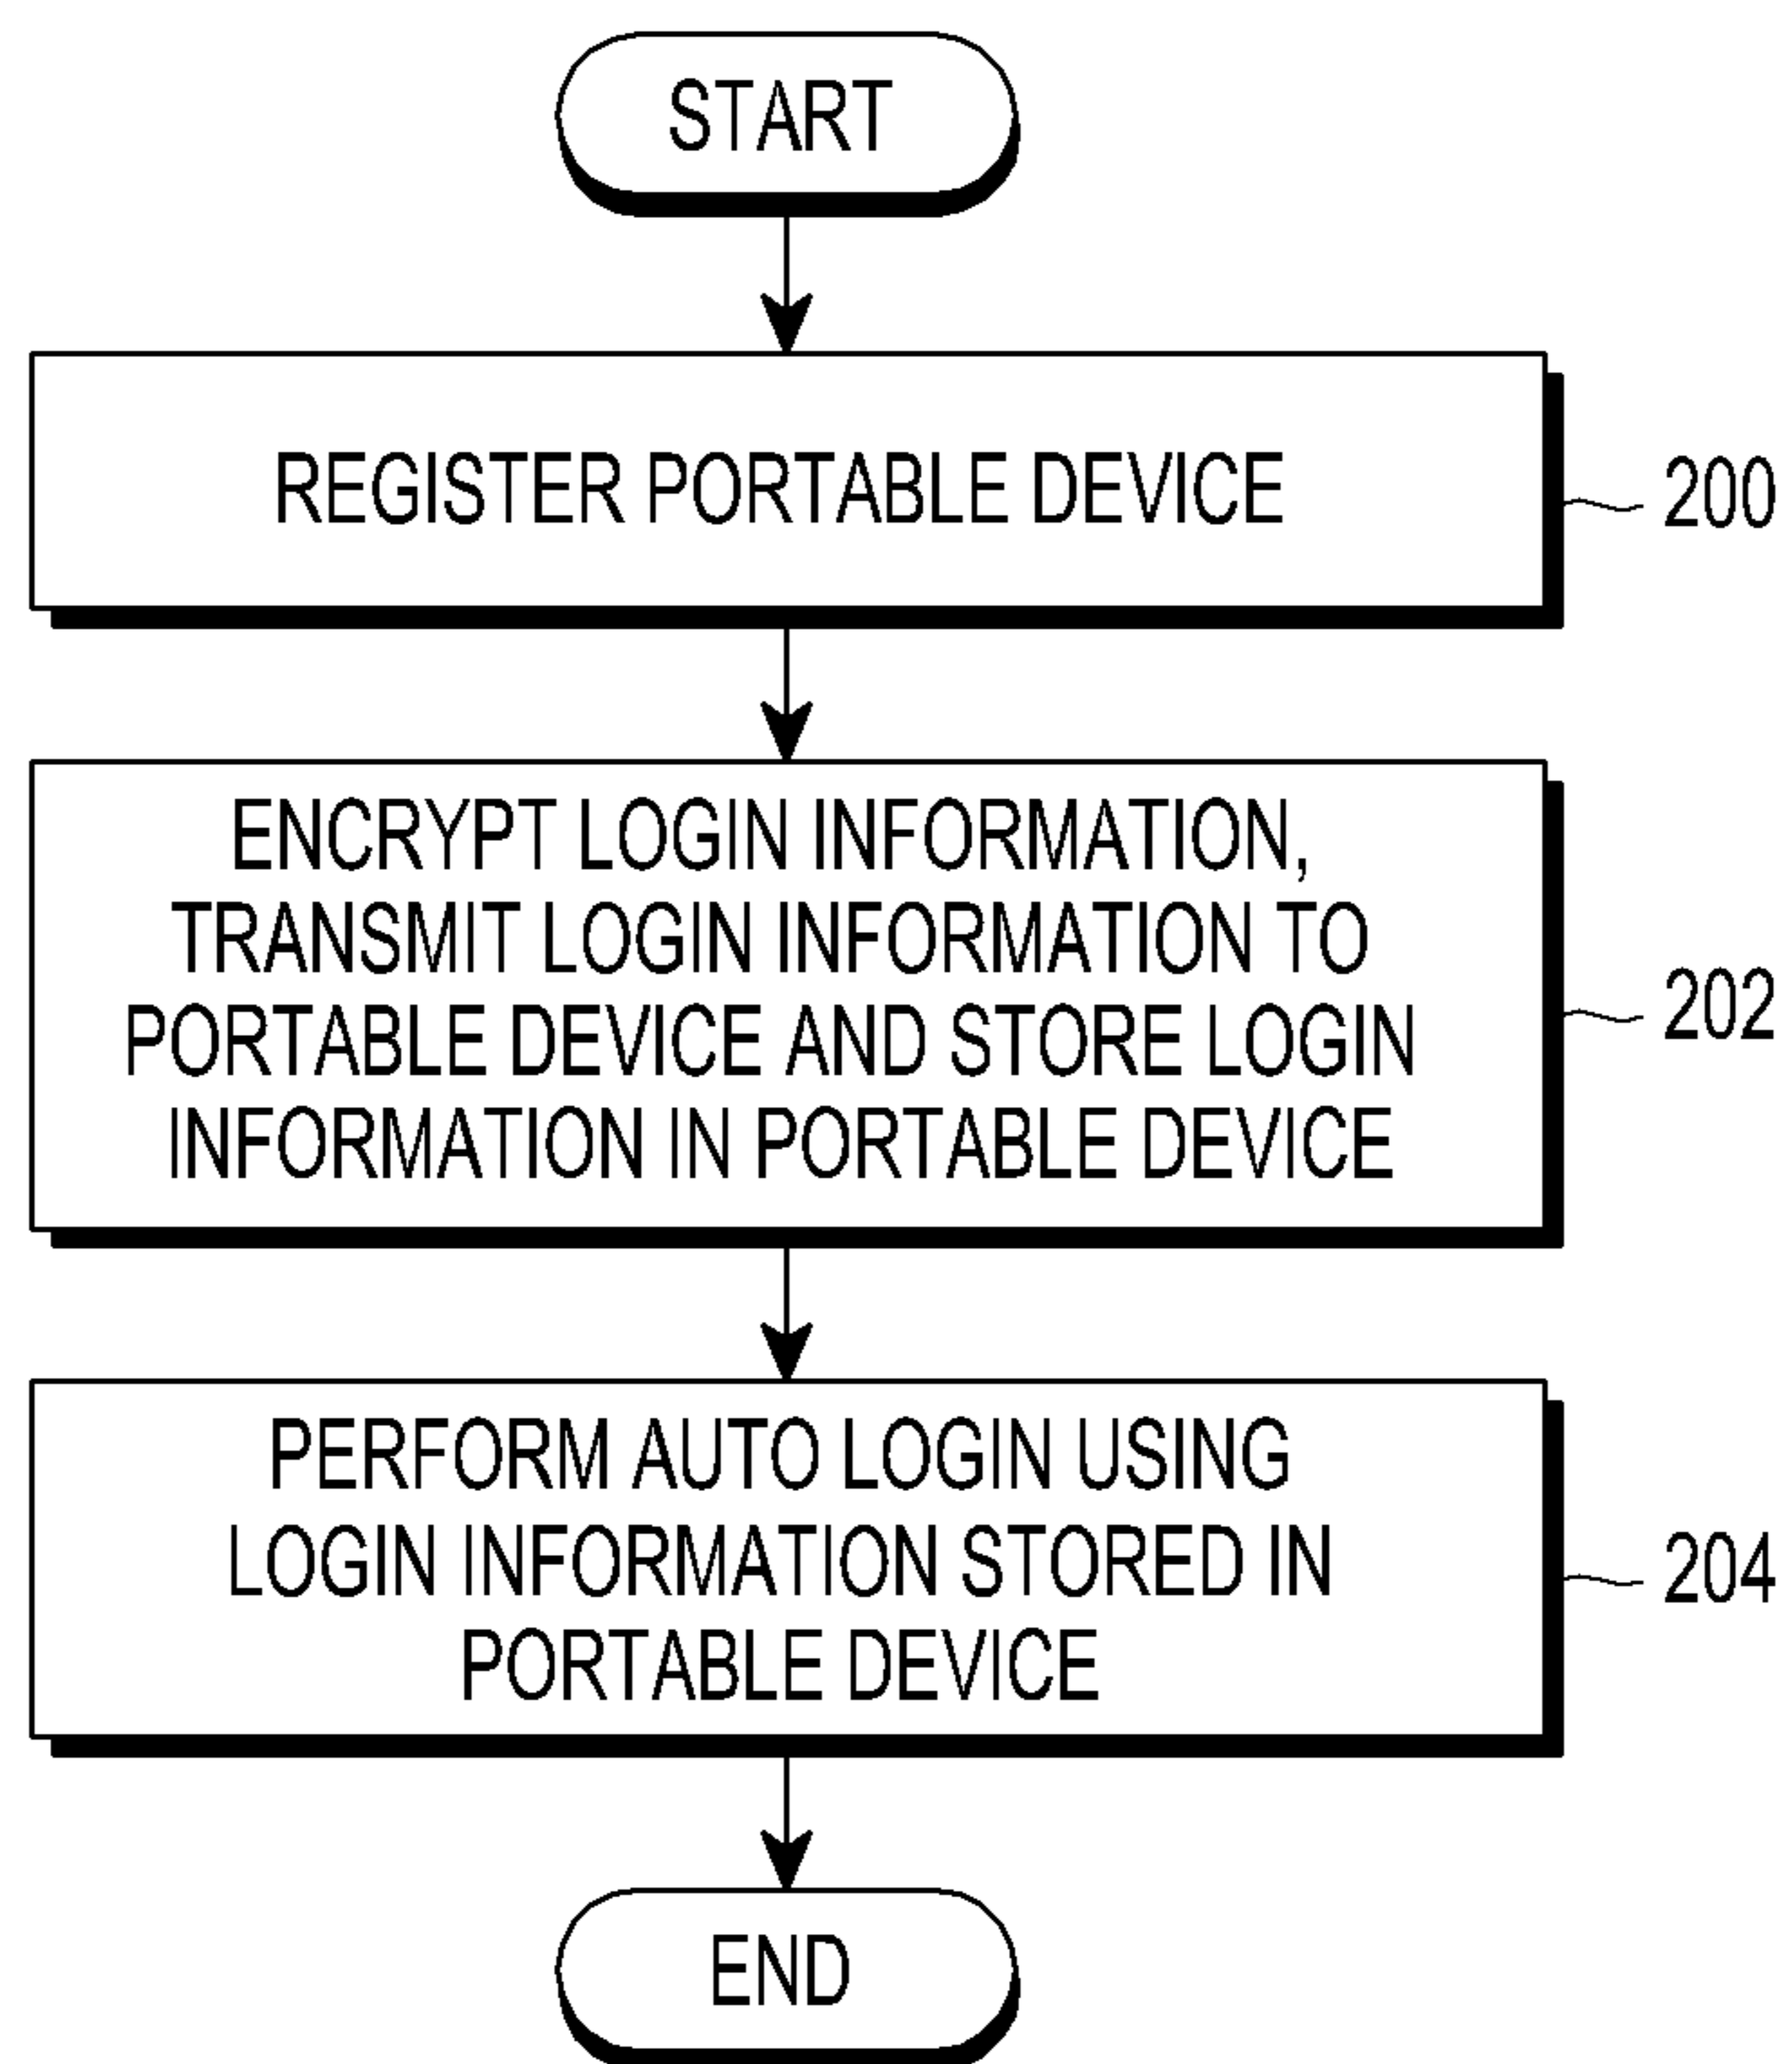 START
REGISTER PORTABLE DEVICE
200
ENCRYPT LOGIN INFORMATION,
TRANSMIT LOGIN INFORMATION TO
PORTABLE DEVICE AND STORE LOGIN
INFORMATION IN PORTABLE DEVICE
202
PERFORM AUTO LOGIN USING
LOGIN INFORMATION STORED IN
PORTABLE DEVICE
204
END